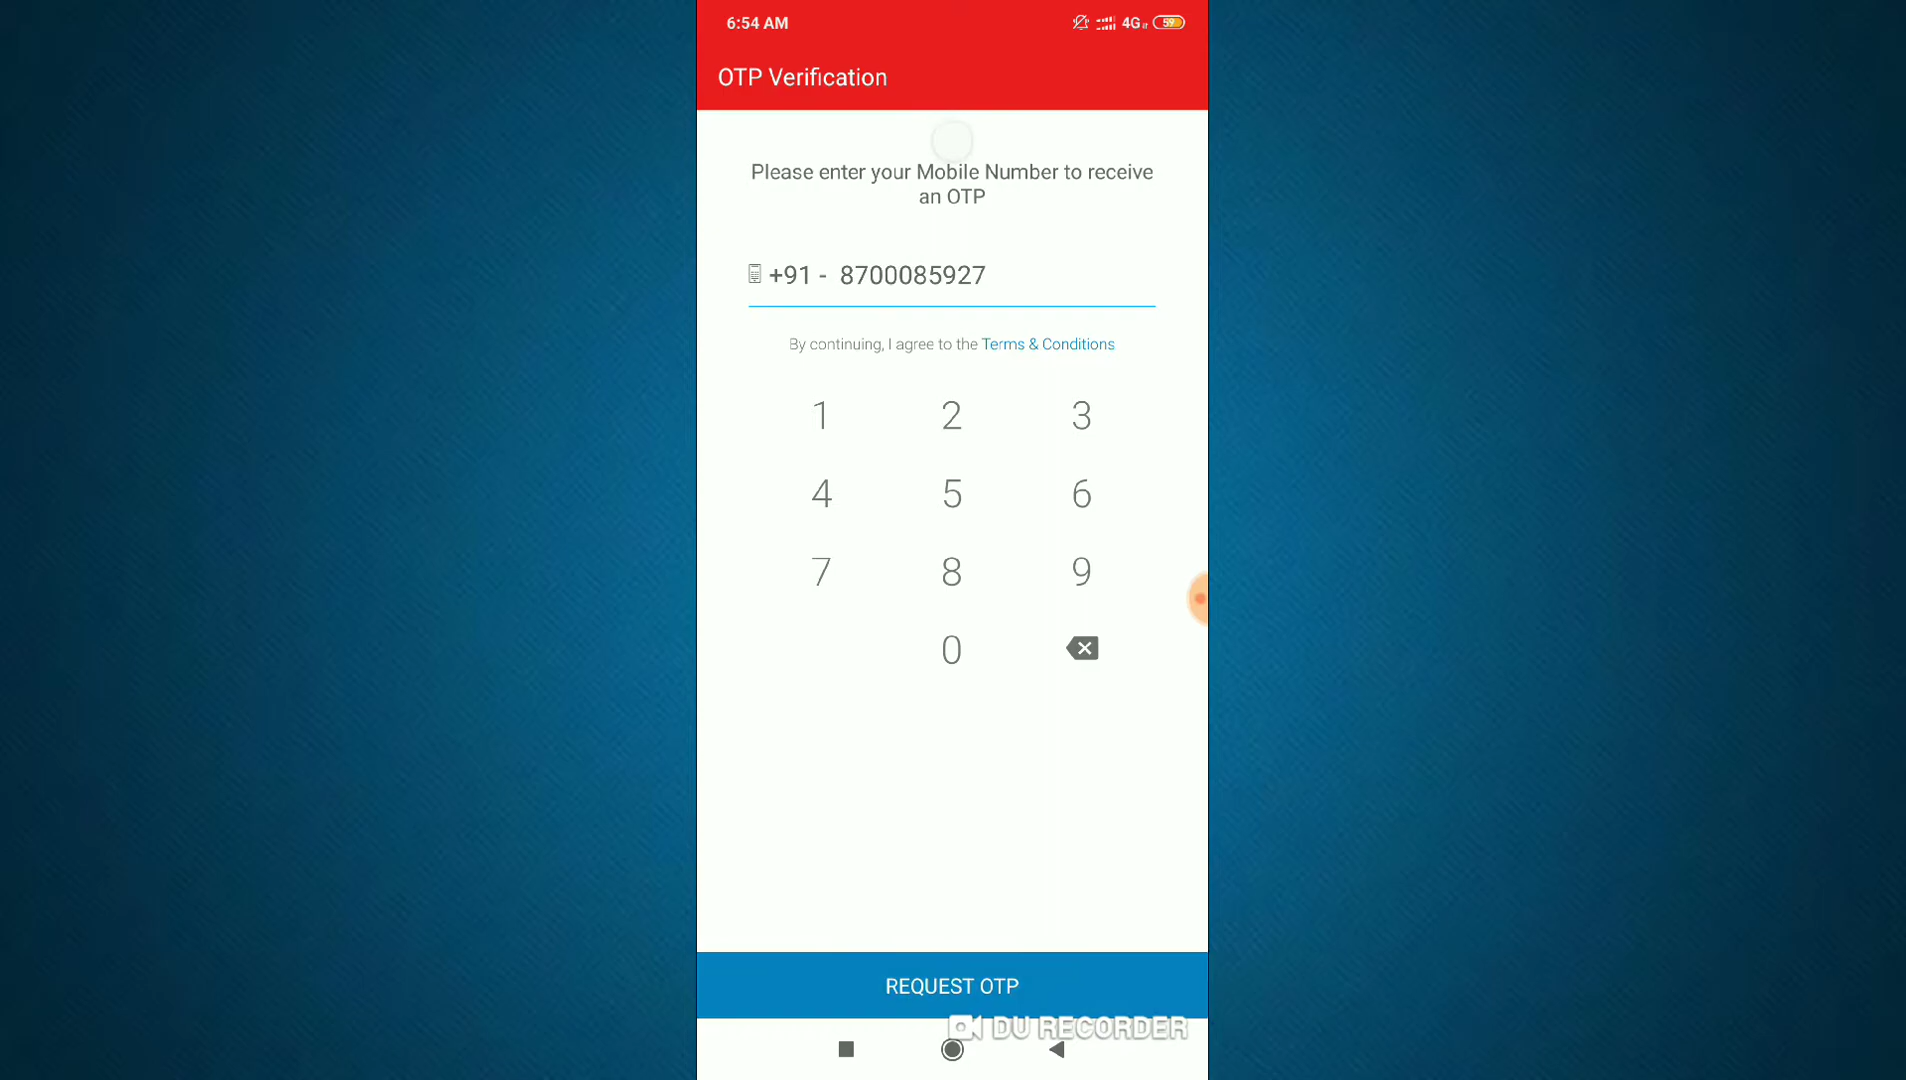 6:54 AM
4G
59
OTP Verification
Please enter your Mobile Number to receive
an OTP
+91 - 8700085927
By continuing, I agree to the Terms & Conditions
1 2 3
4 5 6
7 8 9
0
REQUEST OTP
DU RECORDER